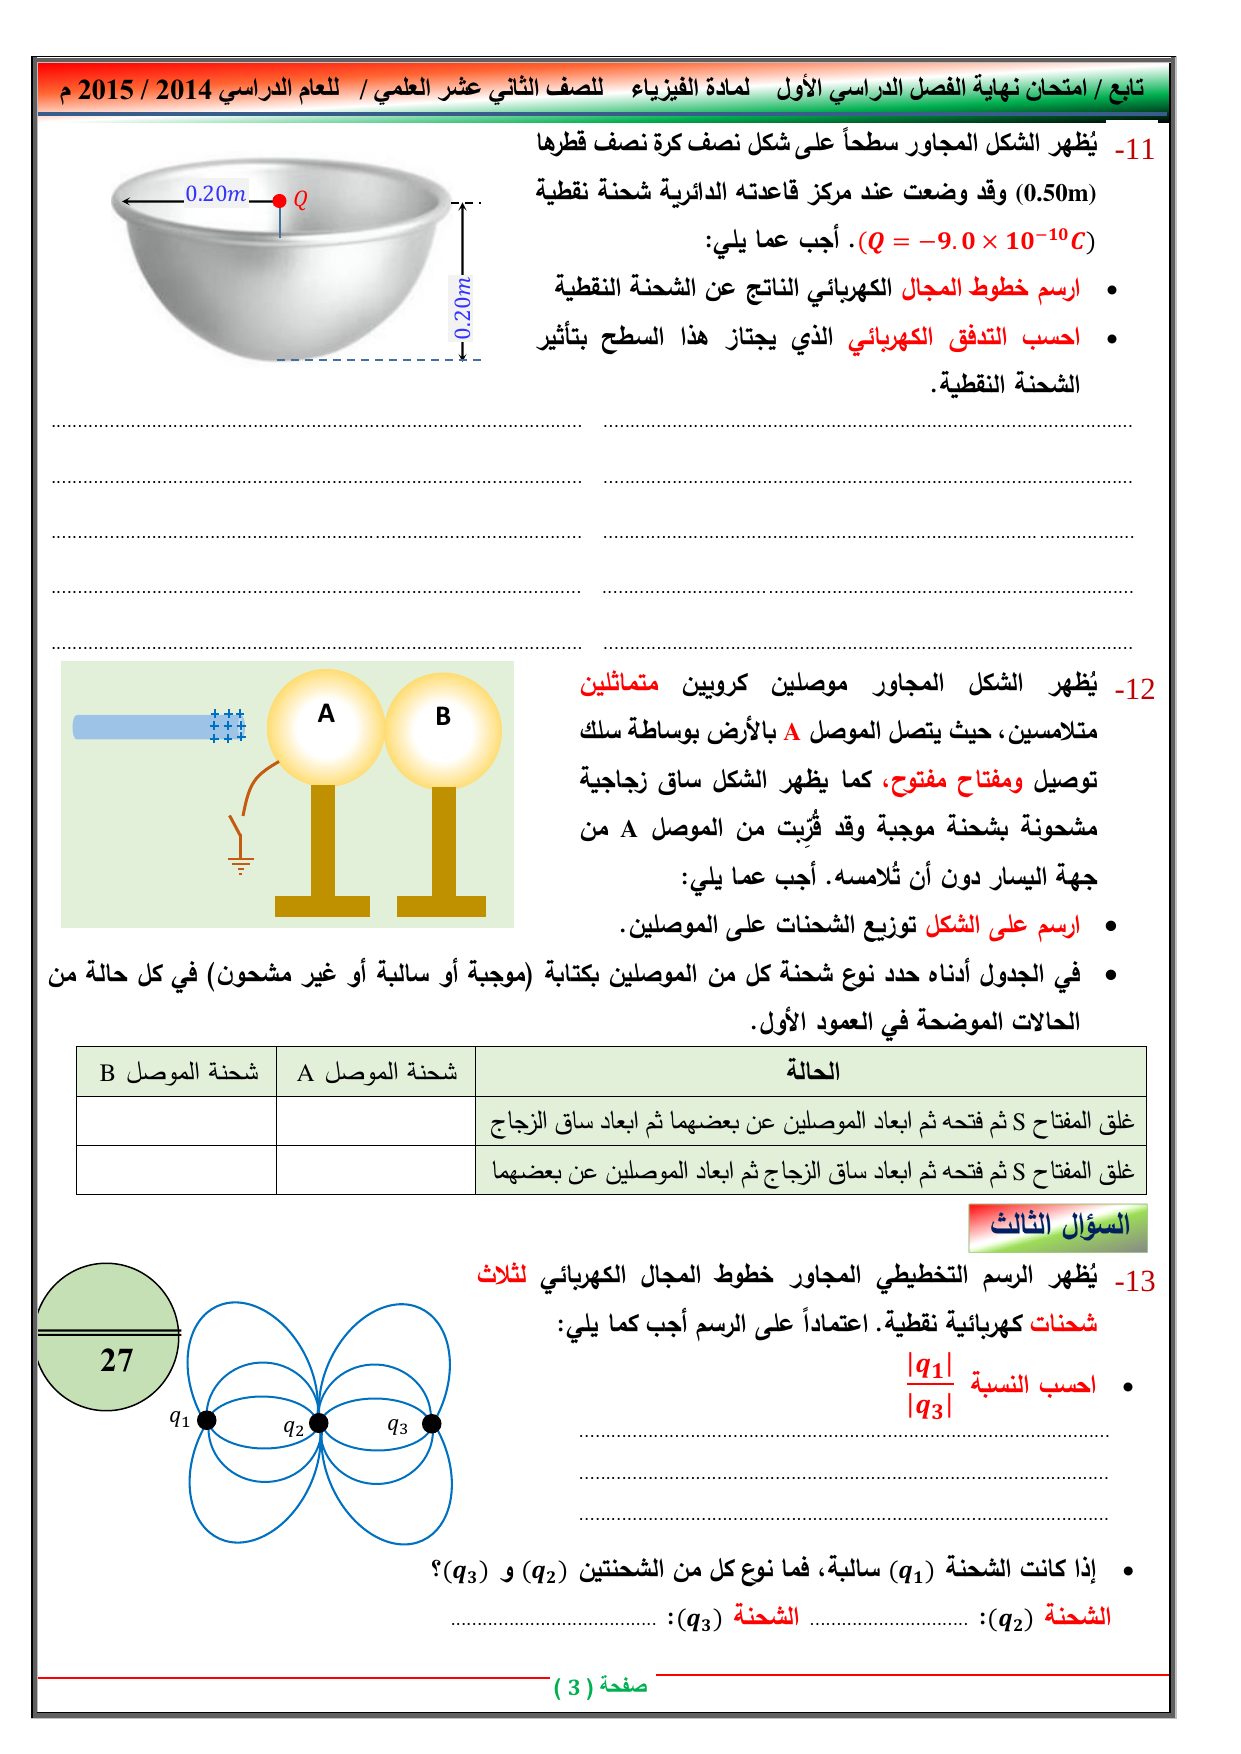 تابع / امتحان نهاية الفصل الدراسي الأول لمادة الفيزياء للصف الثاني عشر العلمي / للعام الدراسي 2014 / 2015 م
11- يُظهر الشكل المجاور سطحاً على شكل نصف كرة نصف قطرها
(0.50m) وقد وضعت عند مركز قاعدته الدائرية شحنة نقطية
(Q = −9.0 × 10⁻¹⁰C). أجب عما يلي:
• ارسم خطوط المجال الكهربائي الناتج عن الشحنة النقطية
• احسب التدفق الكهربائي الذي يجتاز هذا السطح بتأثير
الشحنة النقطية.
0.20m
Q
0.20m
12- يُظهر الشكل المجاور موصلين كرويين متماثلين
متلامسين، حيث يتصل الموصل A بالأرض بوساطة سلك
توصيل ومفتاح مفتوح، كما يظهر الشكل ساق زجاجية
مشحونة بشحنة موجبة وقد قُرِّبت من الموصل A من
جهة اليسار دون أن تُلامسه. أجب عما يلي:
A B
+ + +
+ + +
+ + +
• ارسم على الشكل توزيع الشحنات على الموصلين.
• في الجدول أدناه حدد نوع شحنة كل من الموصلين بكتابة (موجبة أو سالبة أو غير مشحون) في كل حالة من
الحالات الموضحة في العمود الأول.
الحالة شحنة الموصل A شحنة الموصل B
غلق المفتاح S ثم فتحه ثم ابعاد الموصلين عن بعضهما ثم ابعاد ساق الزجاج
غلق المفتاح S ثم فتحه ثم ابعاد ساق الزجاج ثم ابعاد الموصلين عن بعضهما
السؤال الثالث
13- يُظهر الرسم التخطيطي المجاور خطوط المجال الكهربائي لثلاث
شحنات كهربائية نقطية. اعتماداً على الرسم أجب كما يلي:
• احسب النسبة |q₁| / |q₃|
27
q₁ q₂ q₃
• إذا كانت الشحنة (q₁) سالبة، فما نوع كل من الشحنتين (q₂) و (q₃)؟
الشحنة (q₂): .............................. الشحنة (q₃): .......................................
صفحة ( 3 )